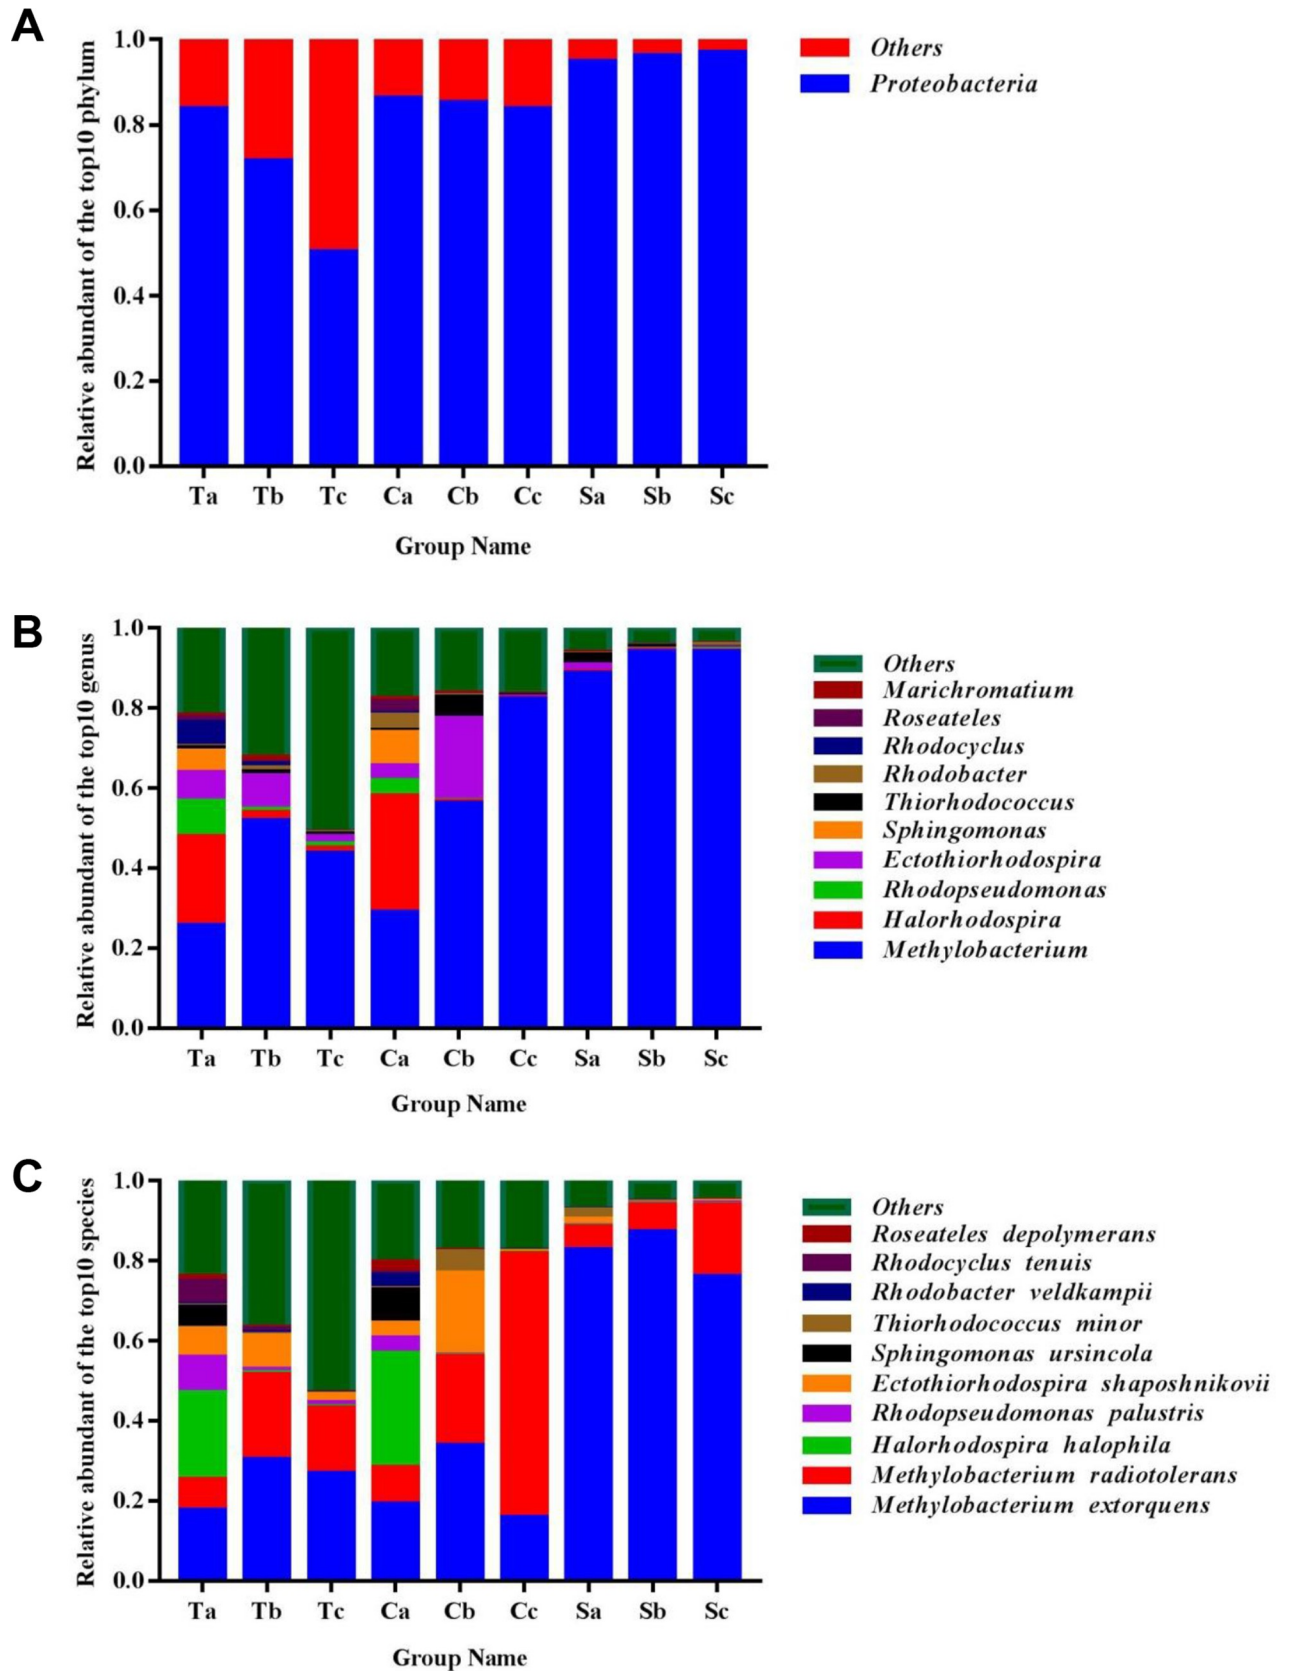 A
Relative abundant of the top10 phylum
1.0
0.8
0.6
0.4
0.2
0.0
Ta Tb Tc Ca Cb Cc Sa Sb Sc
Group Name
Others
Proteobacteria
B
Relative abundant of the top10 genus
1.0
0.8
0.6
0.4
0.2
0.0
Ta Tb Tc Ca Cb Cc Sa Sb Sc
Group Name
Others
Marichromatium
Roseateles
Rhodocyclus
Rhodobacter
Thiorhodococcus
Sphingomonas
Ectothiorhodospira
Rhodopseudomonas
Halorhodospira
Methylobacterium
C
Relative abundant of the top10 species
1.0
0.8
0.6
0.4
0.2
0.0
Ta Tb Tc Ca Cb Cc Sa Sb Sc
Group Name
Others
Roseateles depolymerans
Rhodocyclus tenuis
Rhodobacter veldkampii
Thiorhodococcus minor
Sphingomonas ursincola
Ectothiorhodospira shaposhnikovii
Rhodopseudomonas palustris
Halorhodospira halophila
Methylobacterium radiotolerans
Methylobacterium extorquens